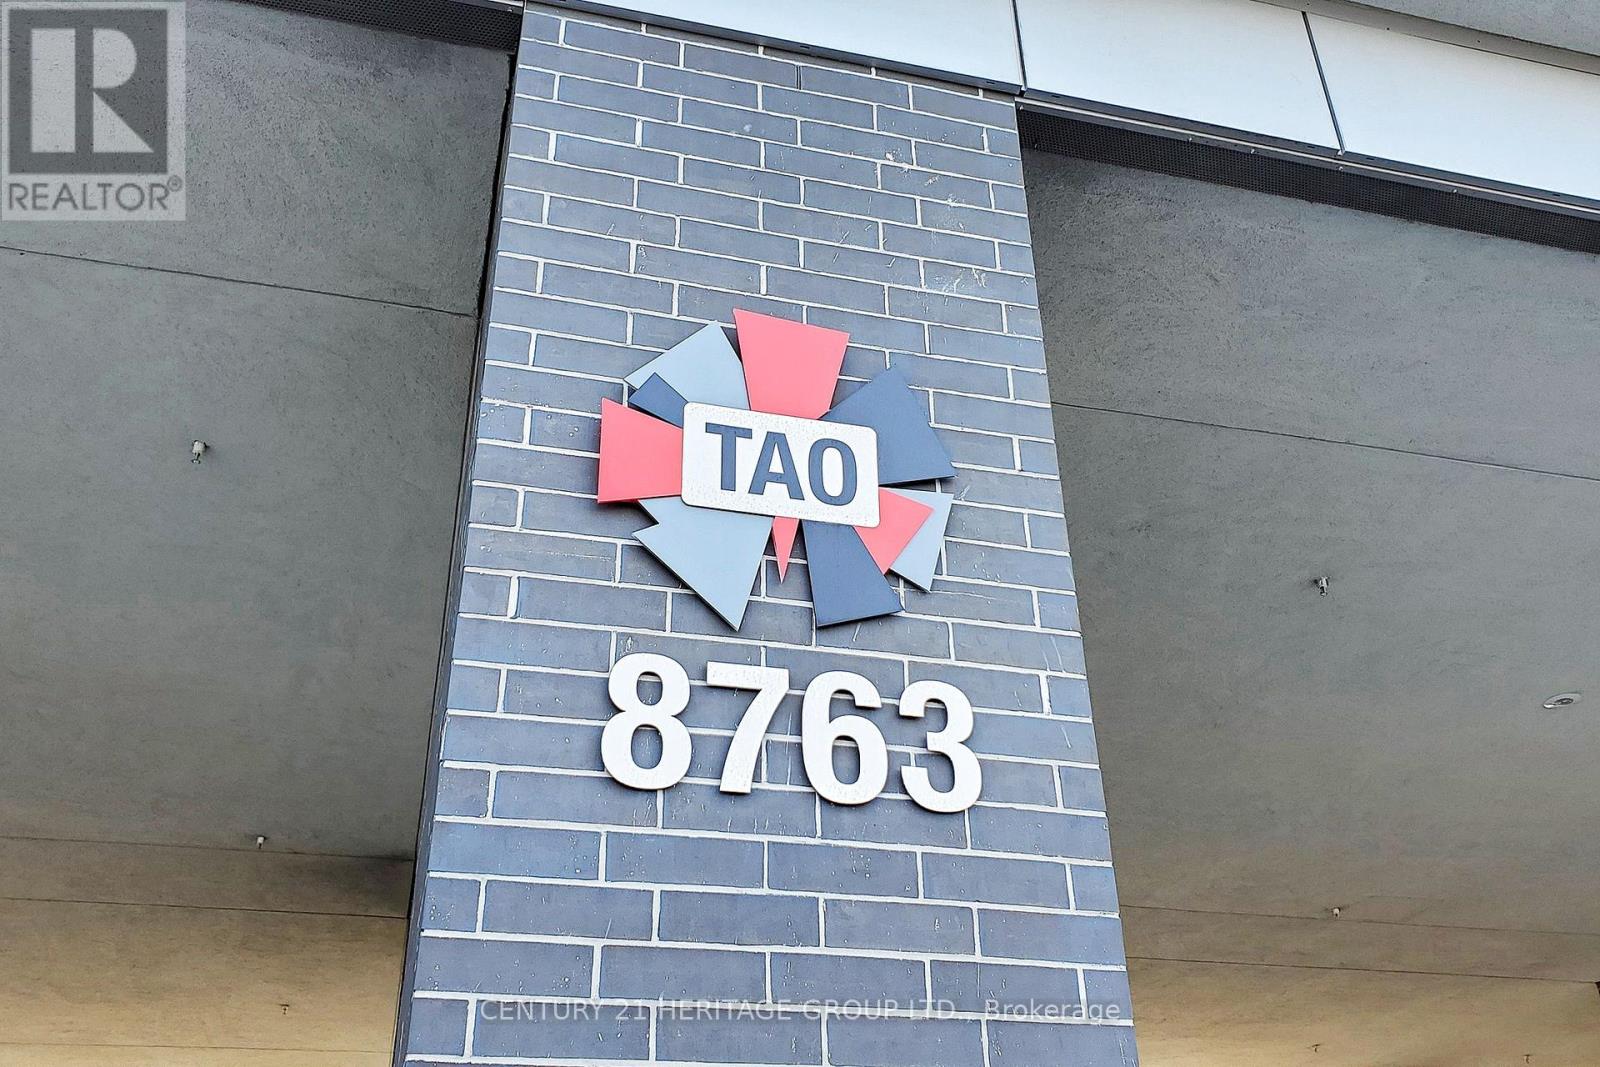 R
REALTOR®
TAO
8763
CENTURY 21 HERITAGE GROUP LTD., Brokerage